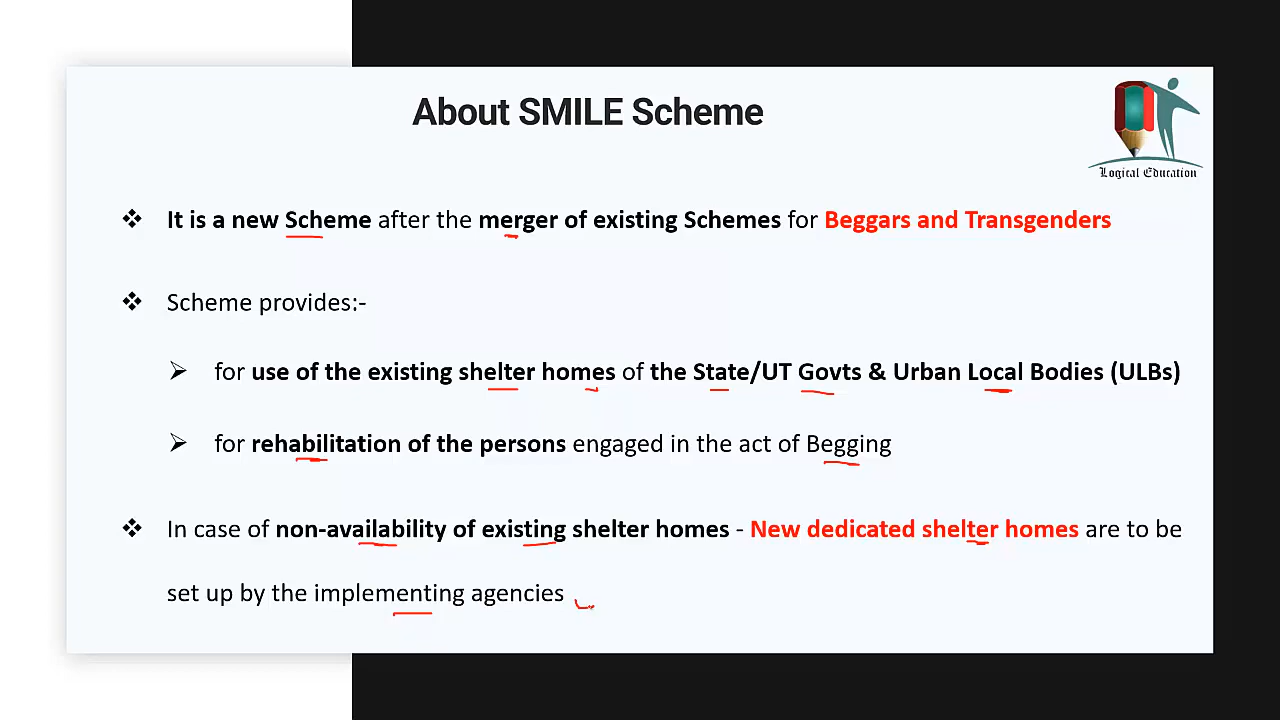 About SMILE Scheme
Logical Education
❖ It is a new Scheme after the merger of existing Schemes for Beggars and Transgenders
❖ Scheme provides:-
➢ for use of the existing shelter homes of the State/UT Govts & Urban Local Bodies (ULBs)
➢ for rehabilitation of the persons engaged in the act of Begging
❖ In case of non-availability of existing shelter homes - New dedicated shelter homes are to be
set up by the implementing agencies